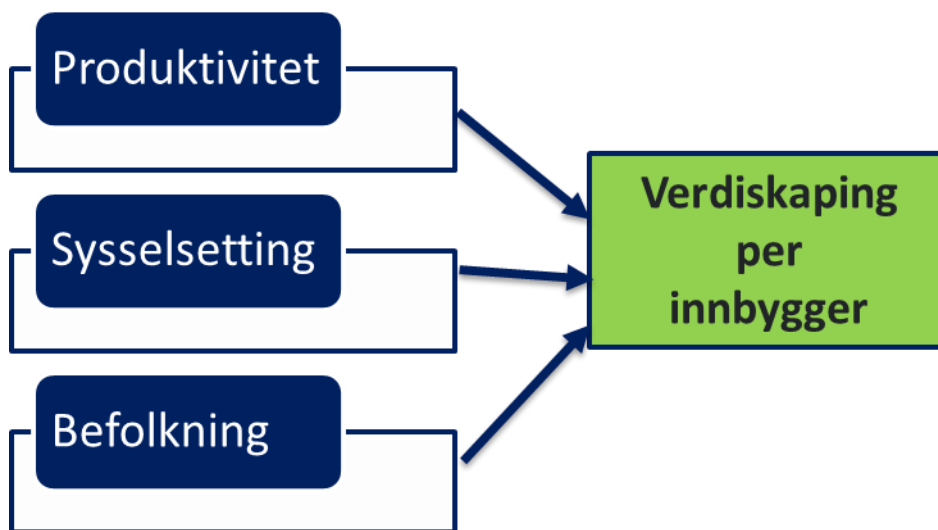 Produktivitet
Sysselsetting
Befolkning
Verdiskaping
per
innbygger